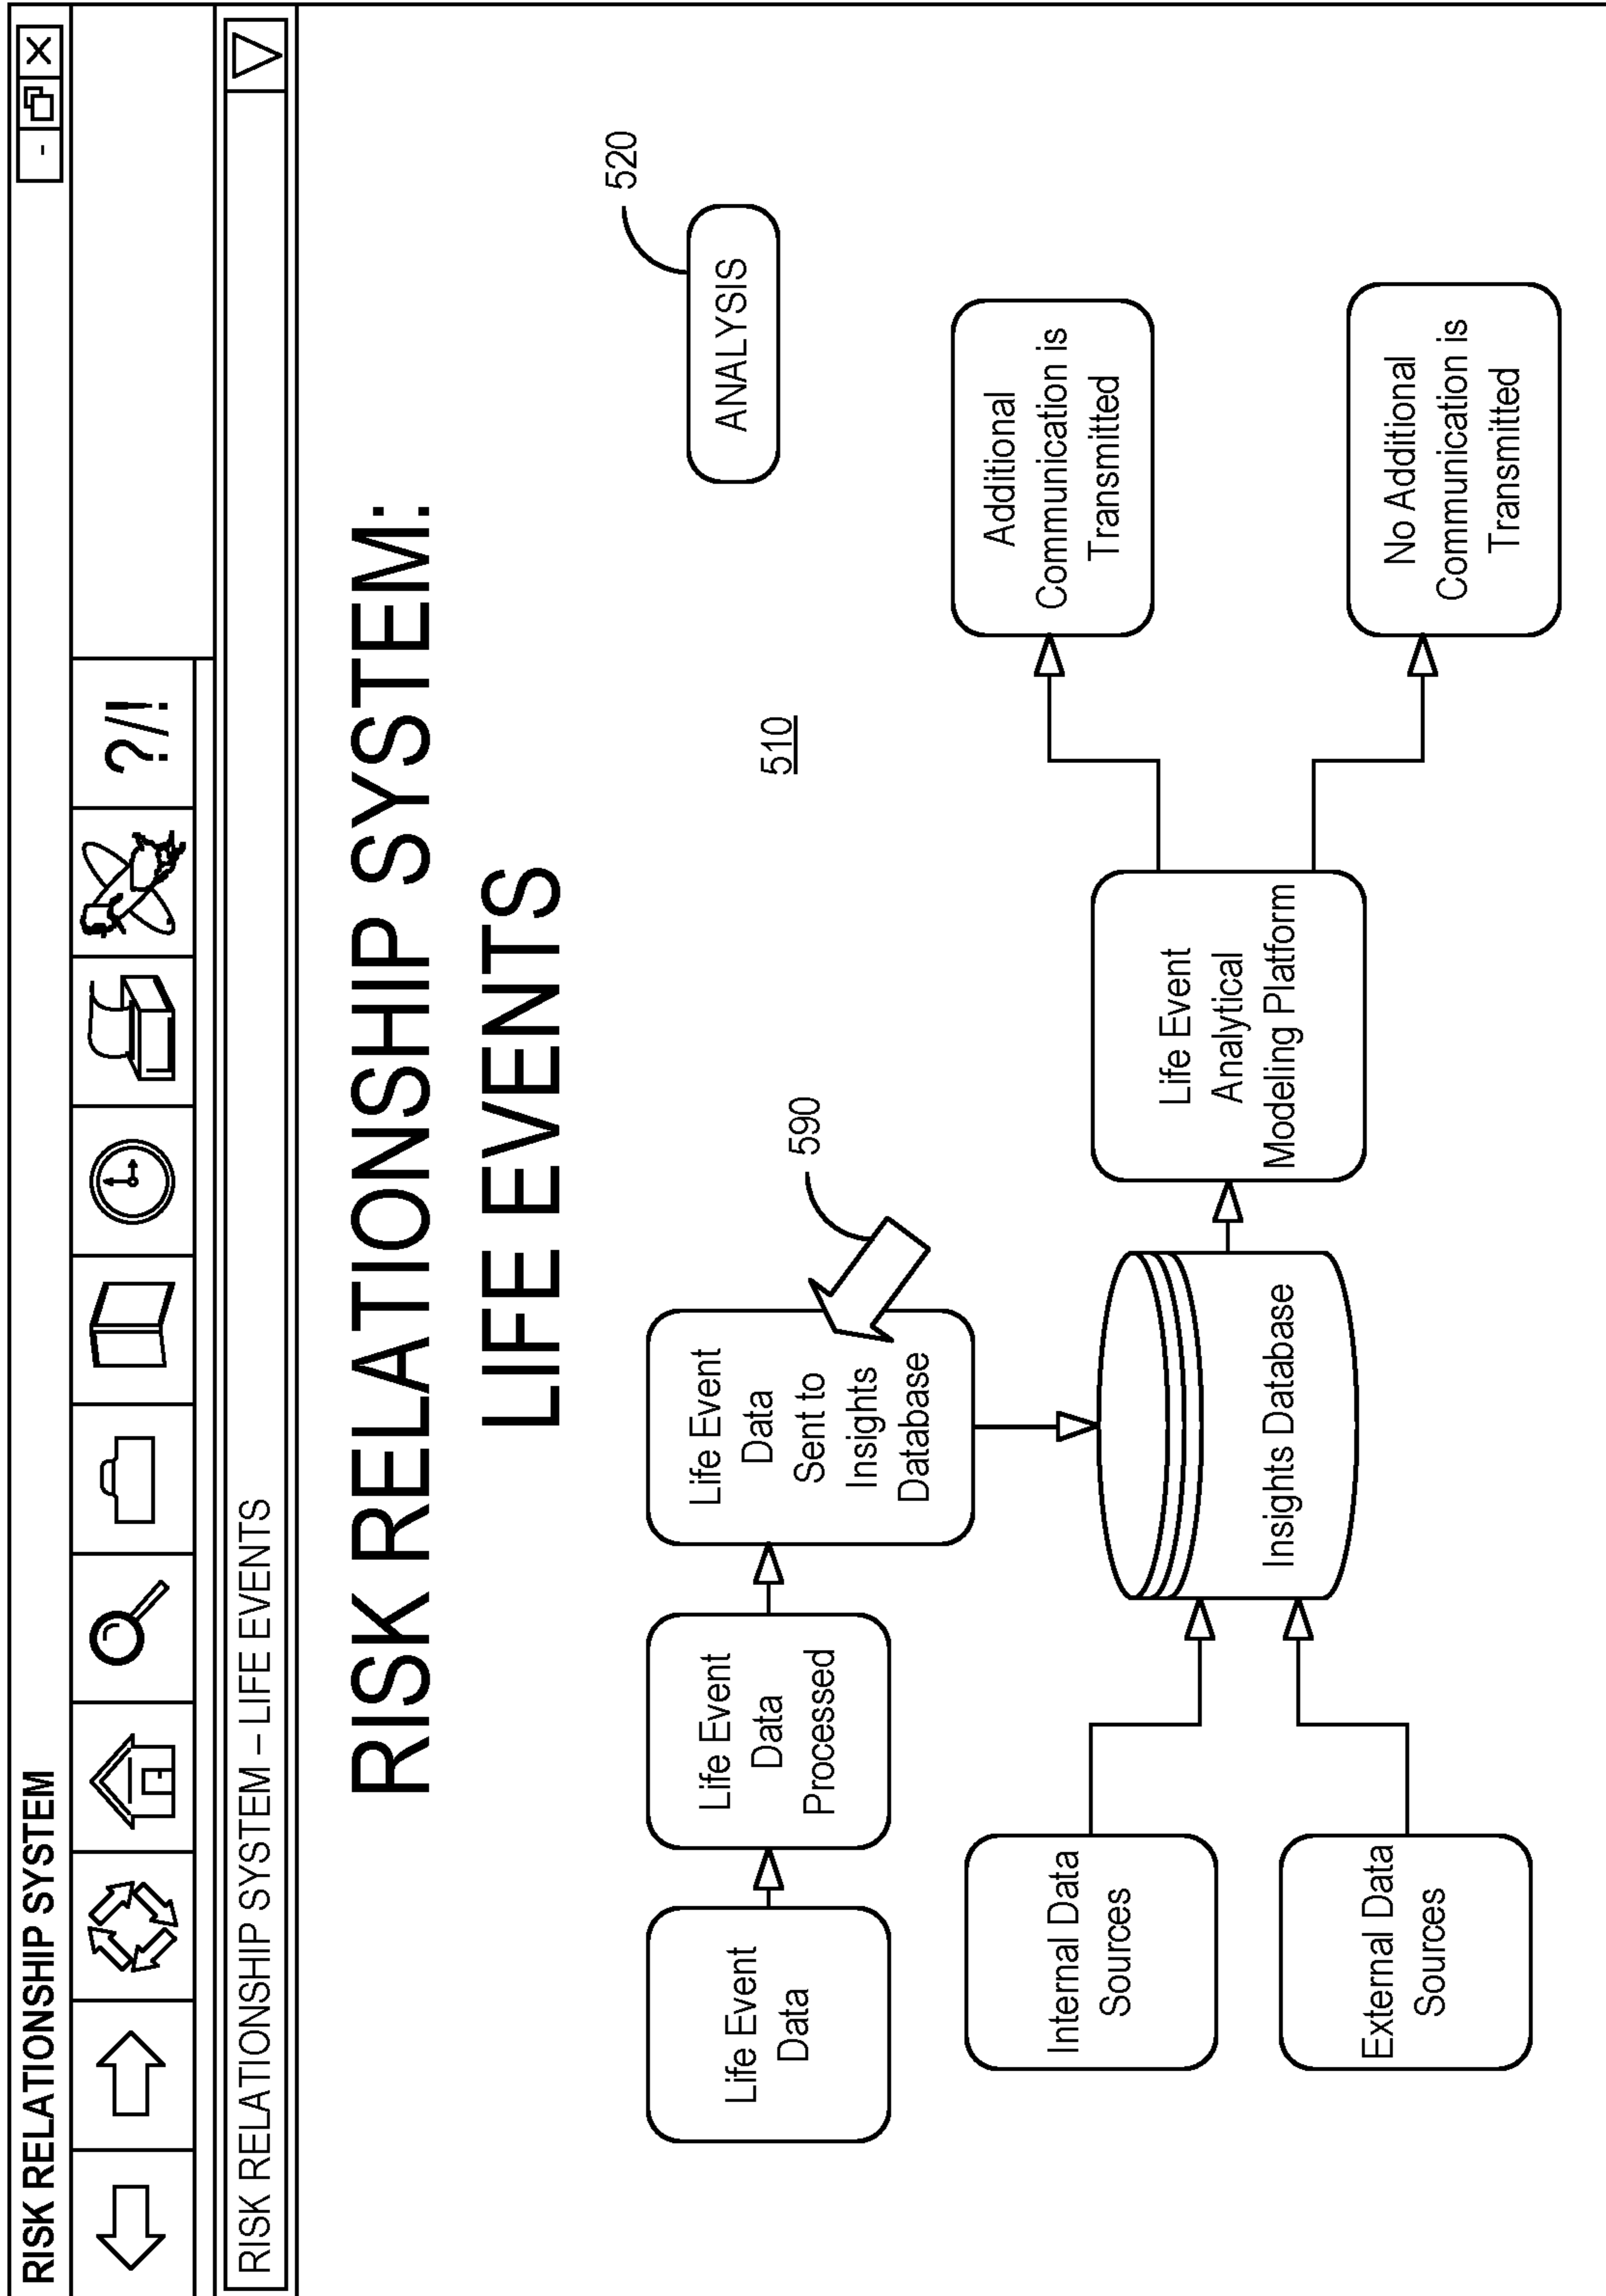 RISK RELATIONSHIP SYSTEM
- X
?/!
RISK RELATIONSHIP SYSTEM – LIFE EVENTS
RISK RELATIONSHIP SYSTEM:
LIFE EVENTS
520
ANALYSIS
510
590
Life Event
Data
Life Event
Data
Processed
Life Event
Data
Sent to
Insights
Database
Internal Data
Sources
External Data
Sources
Insights Database
Life Event
Analytical
Modeling Platform
Additional
Communication is
Transmitted
No Additional
Communication is
Transmitted